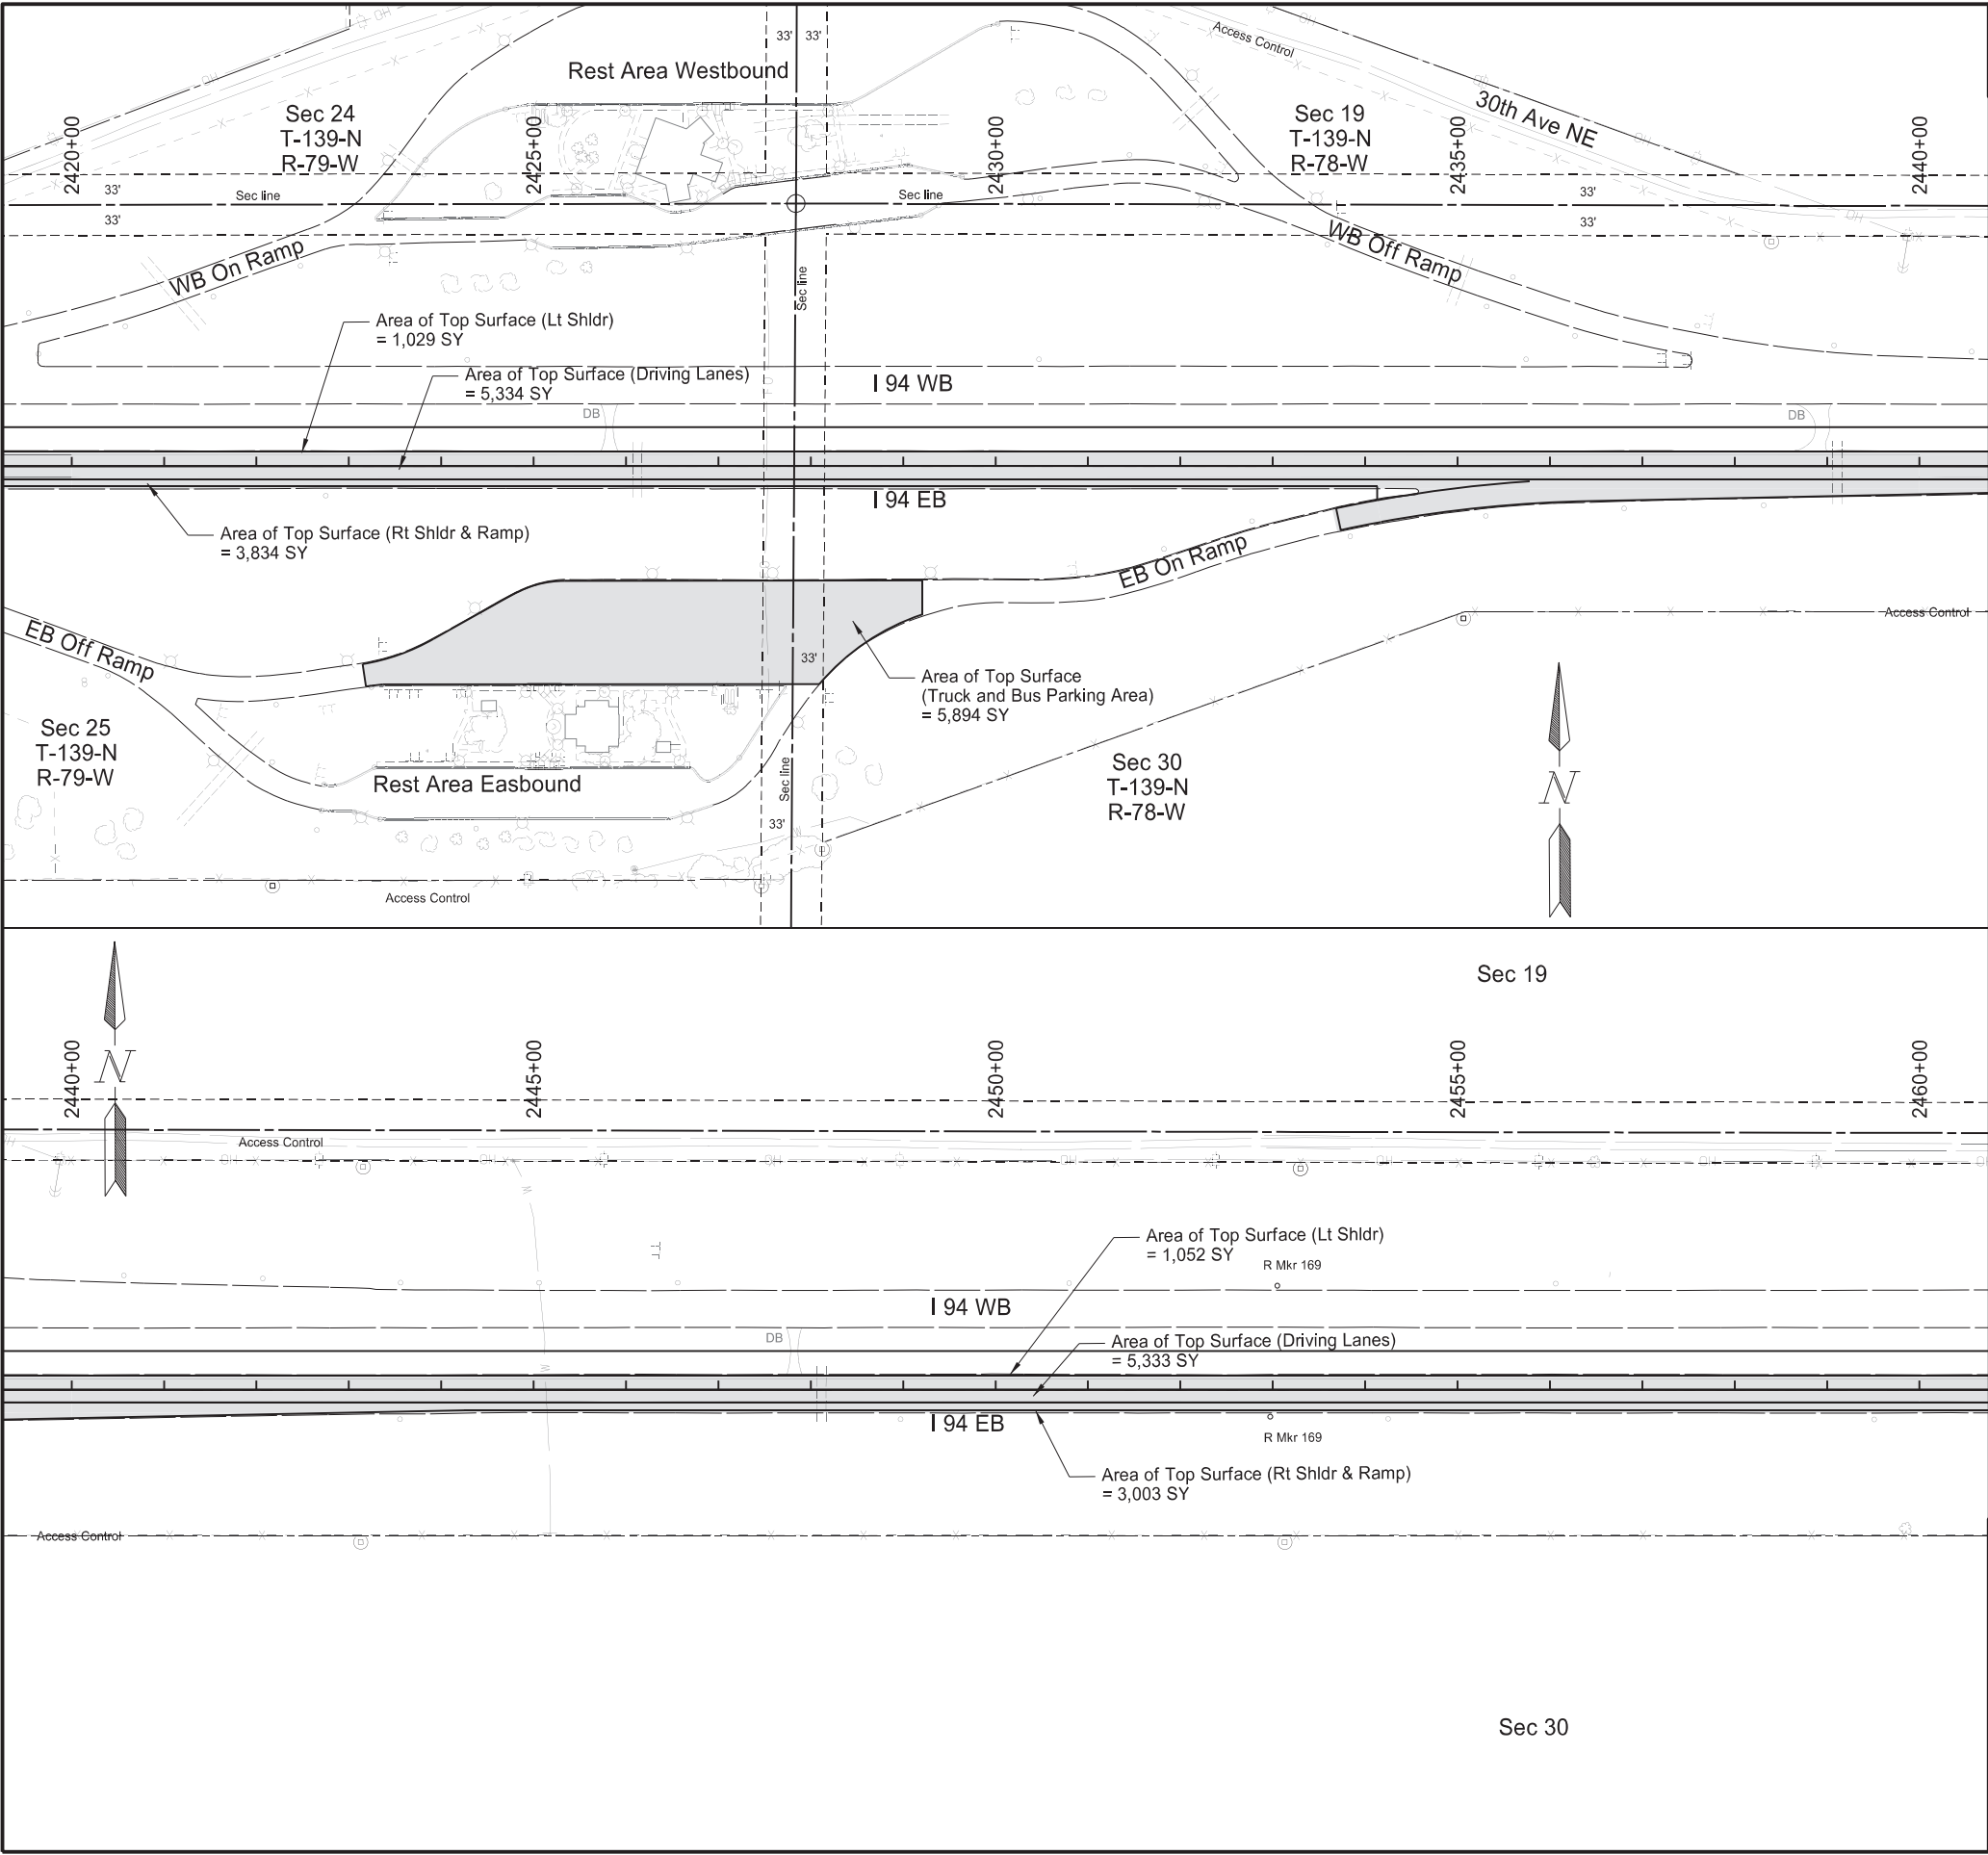 33' 33'
Access Control
Rest Area Westbound
30th Ave NE
Sec 24
T-139-N
R-79-W
Sec 19
T-139-N
R-78-W
2420+00
2425+00
2430+00
2435+00
2440+00
33'
Sec line
Sec line
33'
33'
33'
WB On Ramp
WB Off Ramp
Sec line
Area of Top Surface (Lt Shldr)
= 1,029 SY
Area of Top Surface (Driving Lanes)
= 5,334 SY
I 94 WB
DB
DB
I 94 EB
Area of Top Surface (Rt Shldr & Ramp)
= 3,834 SY
EB On Ramp
Access Control
EB Off Ramp
33'
Area of Top Surface
(Truck and Bus Parking Area)
= 5,894 SY
Sec 25
T-139-N
R-79-W
Sec line
Rest Area Easbound
Sec 30
T-139-N
R-78-W
N
33'
Access Control
Sec 19
N
2440+00
2445+00
2450+00
2455+00
2460+00
Access Control
OH OH OH OH OH
Area of Top Surface (Lt Shldr)
= 1,052 SY
R Mkr 169
I 94 WB
DB
Area of Top Surface (Driving Lanes)
= 5,333 SY
I 94 EB
R Mkr 169
Area of Top Surface (Rt Shldr & Ramp)
= 3,003 SY
Access Control
Sec 30